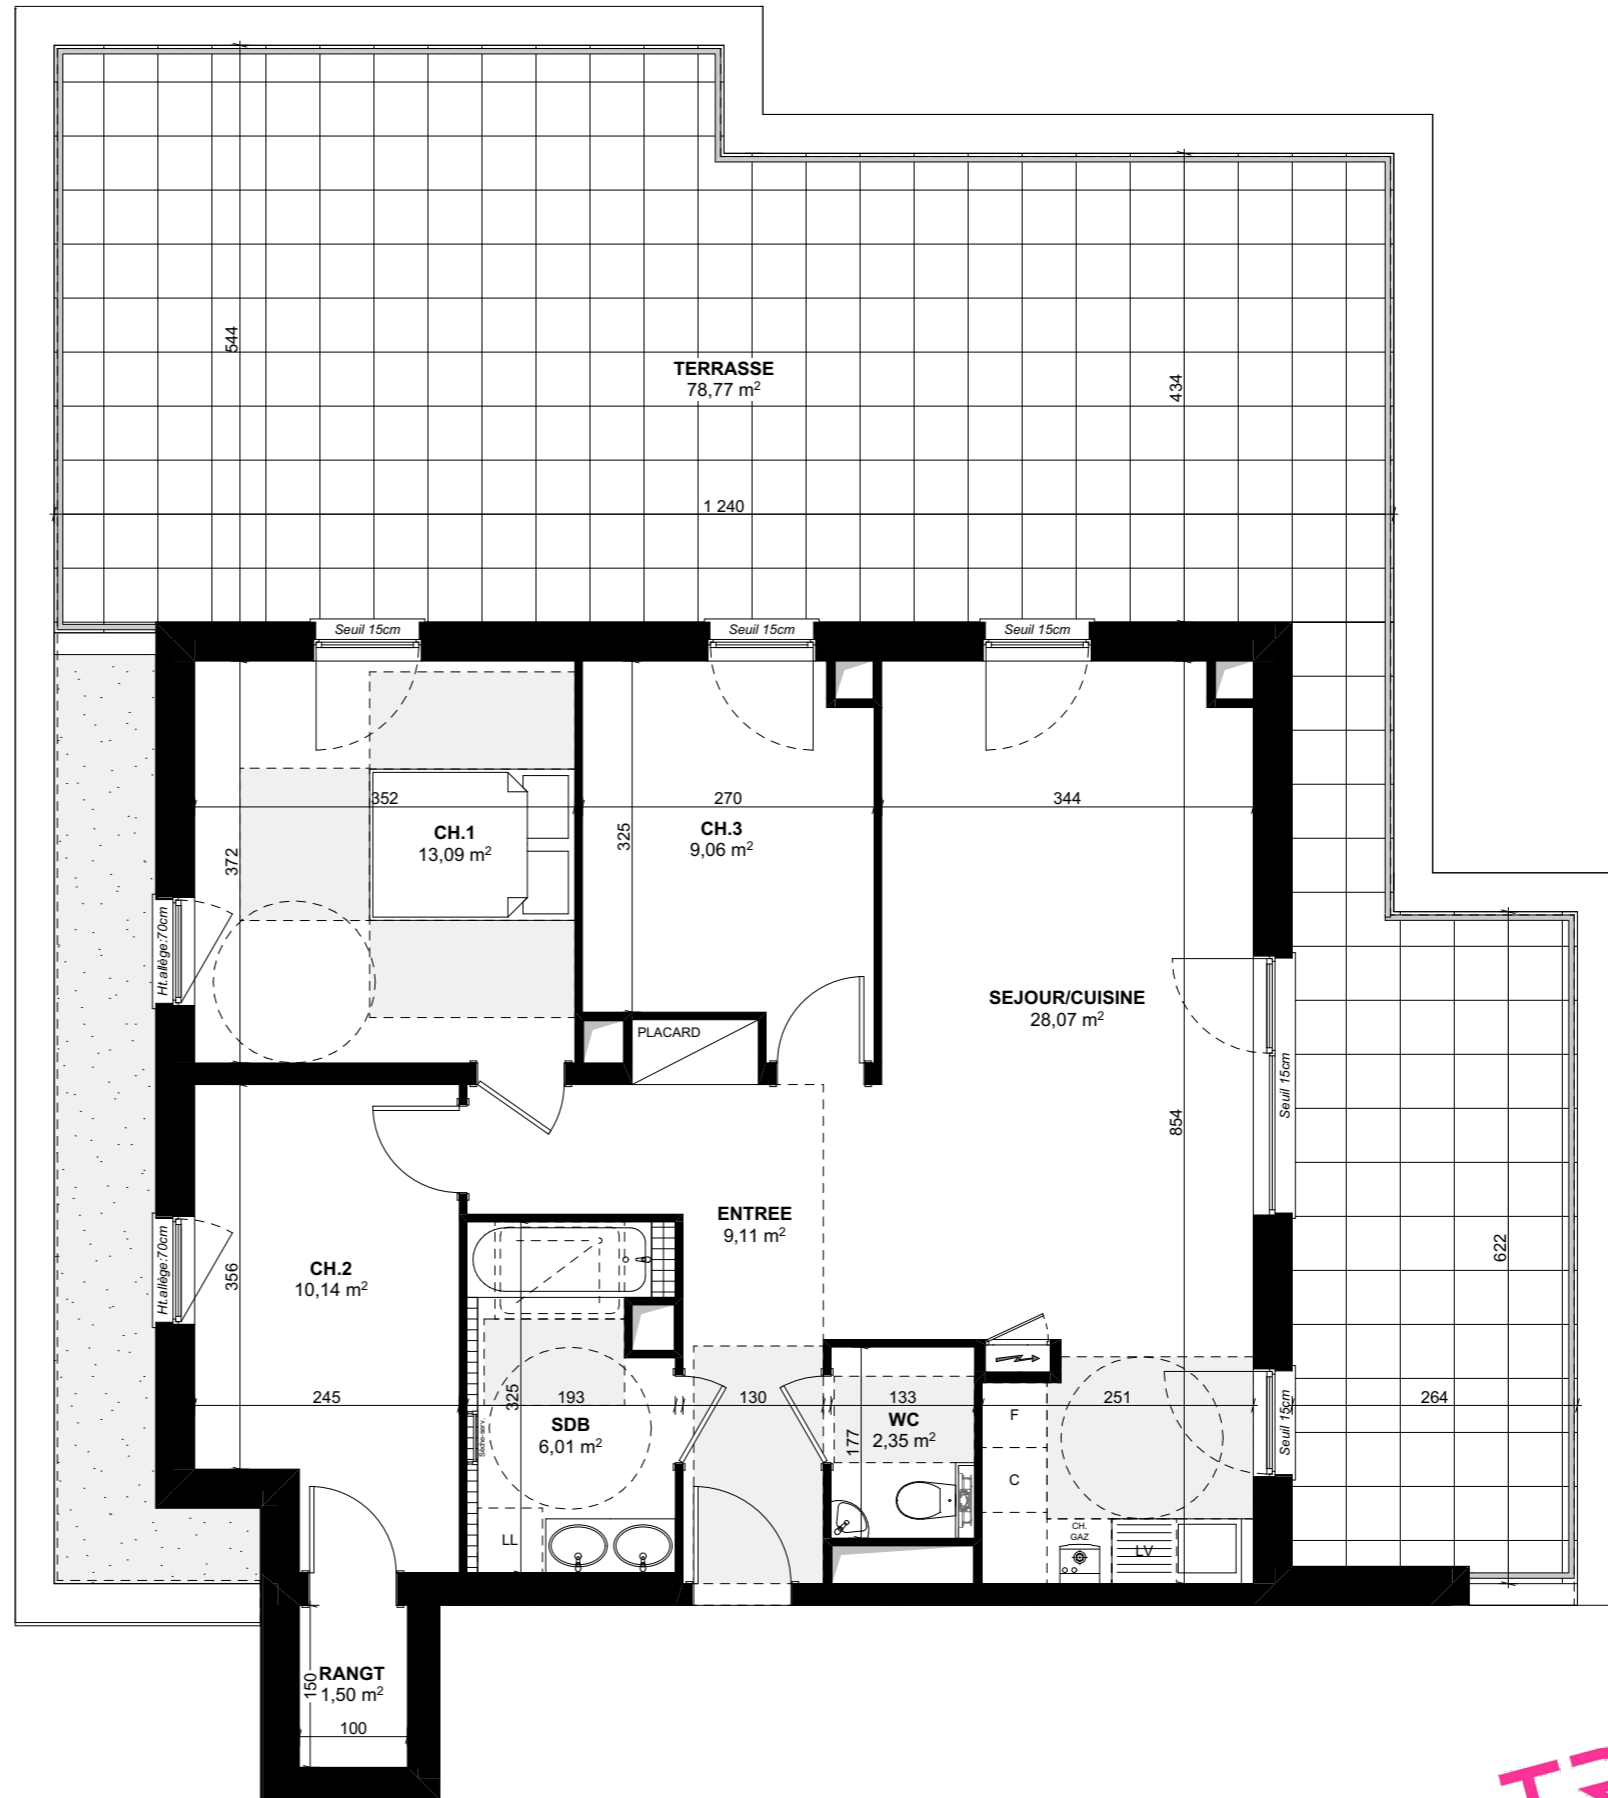 544
TERRASSE
78,77 m²
434
1 240
Seuil 15cm
Seuil 15cm
Seuil 15cm
352
270
344
CH.1
13,09 m²
372
325
CH.3
9,06 m²
Ht.allège:70cm
SEJOUR/CUISINE
28,07 m²
PLACARD
Seuil 15cm
854
ENTREE
9,11 m²
Ht.allège:70cm
CH.2
10,14 m²
356
622
245
325
193
130
133
251
264
SDB
6,01 m²
WC
2,35 m²
177
F
C
Seuil 15cm
Sèche-serv.
LL
CH.
GAZ
LV
RANGT
1,50 m²
150
100